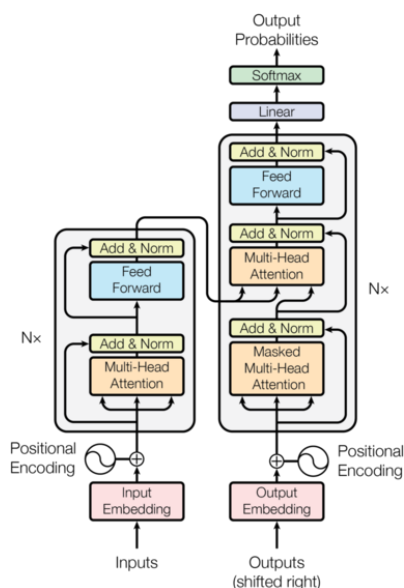 Output
Probabilities
Softmax
Linear
Add & Norm
Feed
Forward
Add & Norm
Multi-Head
Attention
Add & Norm
Masked
Multi-Head
Attention
N×
Positional
Encoding
Output
Embedding
Outputs
(shifted right)
Add & Norm
Feed
Forward
Add & Norm
Multi-Head
Attention
N×
Positional
Encoding
Input
Embedding
Inputs